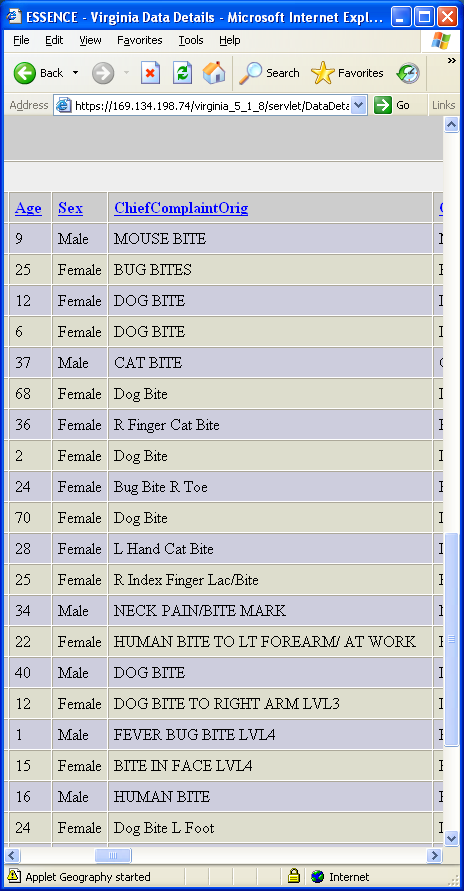 ESSENCE - Virginia Data Details - Microsoft Internet Expl...
File Edit View Favorites Tools Help
Back Search Favorites
Address https://169.134.198.74/virginia_5_1_8/servlet/DataDeta Go Links
Age Sex ChiefComplaintOrig
9 Male MOUSE BITE
25 Female BUG BITES
12 Female DOG BITE
6 Female DOG BITE
37 Male CAT BITE
68 Female Dog Bite
36 Female R Finger Cat Bite
2 Female Dog Bite
24 Female Bug Bite R Toe
70 Female Dog Bite
28 Female L Hand Cat Bite
25 Female R Index Finger Lac/Bite
34 Male NECK PAIN/BITE MARK
22 Female HUMAN BITE TO LT FOREARM/ AT WORK
40 Male DOG BITE
12 Female DOG BITE TO RIGHT ARM LVL3
1 Male FEVER BUG BITE LVL4
15 Female BITE IN FACE LVL4
16 Male HUMAN BITE
24 Female Dog Bite L Foot
Applet Geography started Internet